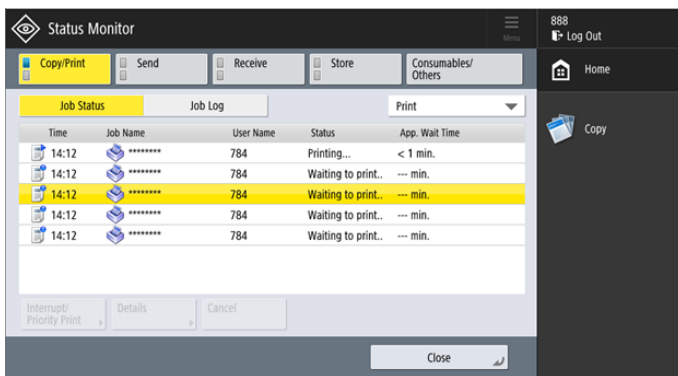 Status Monitor
Menu
888
Log Out
Copy/Print
Send
Receive
Store
Consumables/
Others
Home
Job Status
Job Log
Print
Copy
Time Job Name User Name Status App. Wait Time
14:12 ******** 784 Printing... < 1 min.
14:12 ******** 784 Waiting to print.. --- min.
14:12 ******** 784 Waiting to print.. --- min.
14:12 ******** 784 Waiting to print.. --- min.
14:12 ******** 784 Waiting to print.. --- min.
Interrupt/
Priority Print
Details
Cancel
Close